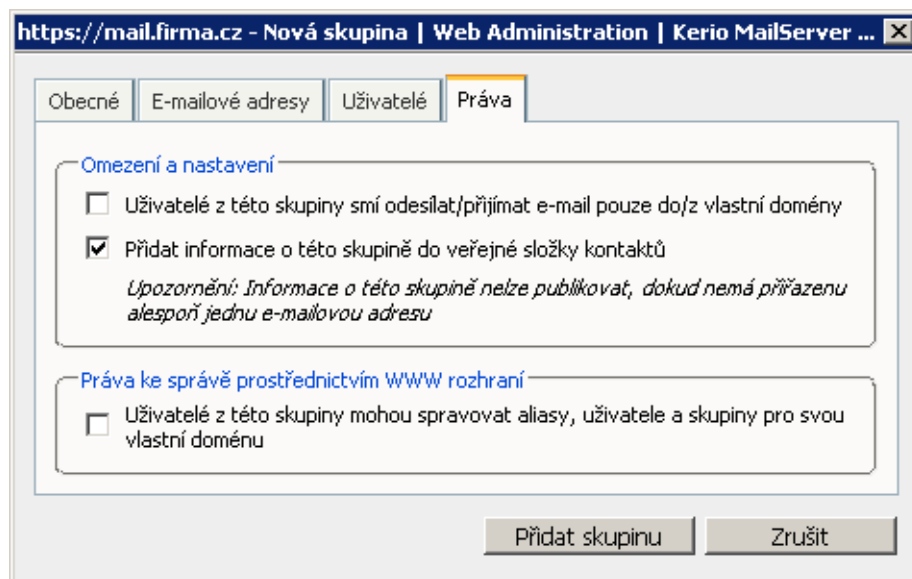 https://mail.firma.cz - Nová skupina | Web Administration | Kerio MailServer ...
Obecné E-mailové adresy Uživatelé Práva
Omezení a nastavení
Uživatelé z této skupiny smí odesílat/přijímat e-mail pouze do/z vlastní domény
Přidat informace o této skupině do veřejné složky kontaktů
Upozornění: Informace o této skupině nelze publikovat, dokud nemá přiřazenu
alespoň jednu e-mailovou adresu
Práva ke správě prostřednictvím WWW rozhraní
Uživatelé z této skupiny mohou spravovat aliasy, uživatele a skupiny pro svou
vlastní doménu
Přidat skupinu Zrušit